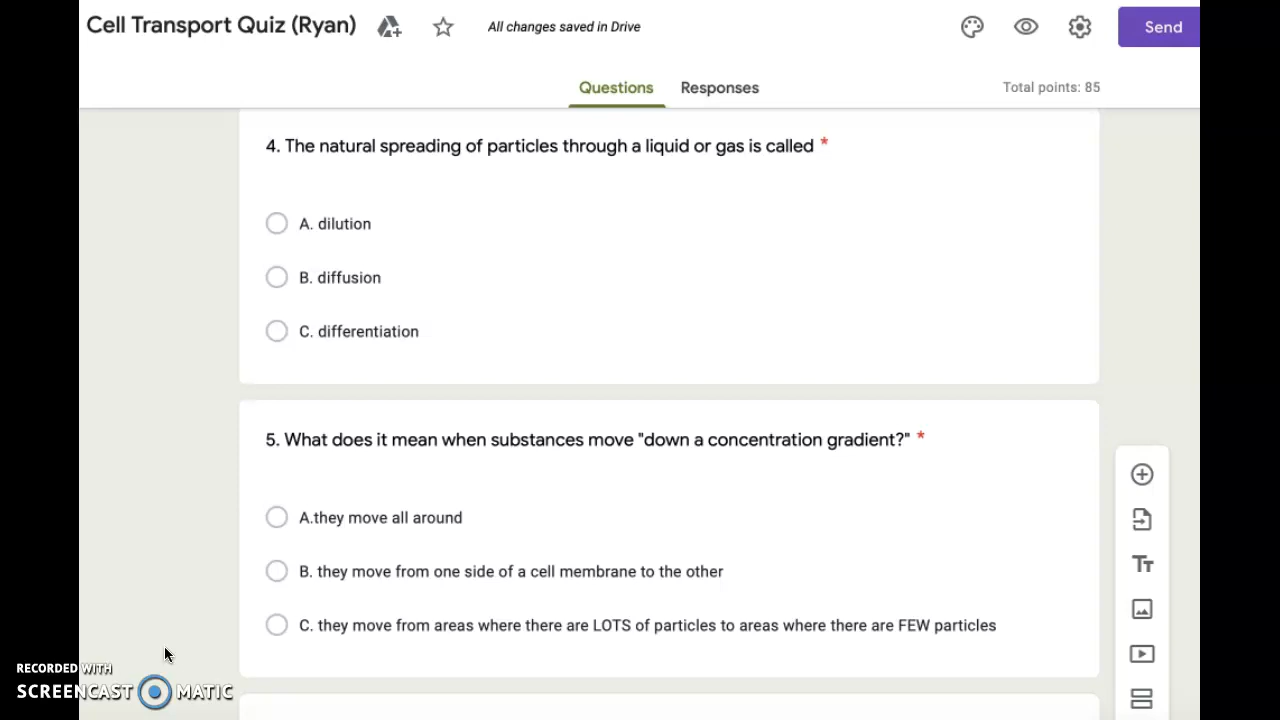 Cell Transport Quiz (Ryan)
All changes saved in Drive
Send
Questions
Responses
Total points: 85
4. The natural spreading of particles through a liquid or gas is called *
A. dilution
B. diffusion
C. differentiation
5. What does it mean when substances move "down a concentration gradient?" *
A.they move all around
B. they move from one side of a cell membrane to the other
C. they move from areas where there are LOTS of particles to areas where there are FEW particles
Tт
RECORDED WITH
SCREENCAST MATIC